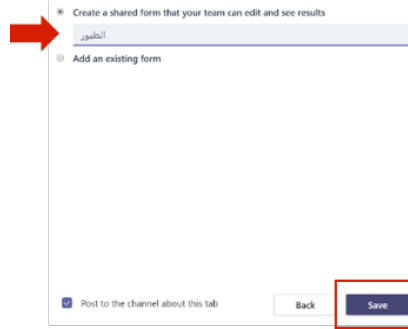 Create a shared form that your team can edit and see results
الطيور
Add an existing form
Post to the channel about this tab
Back
Save